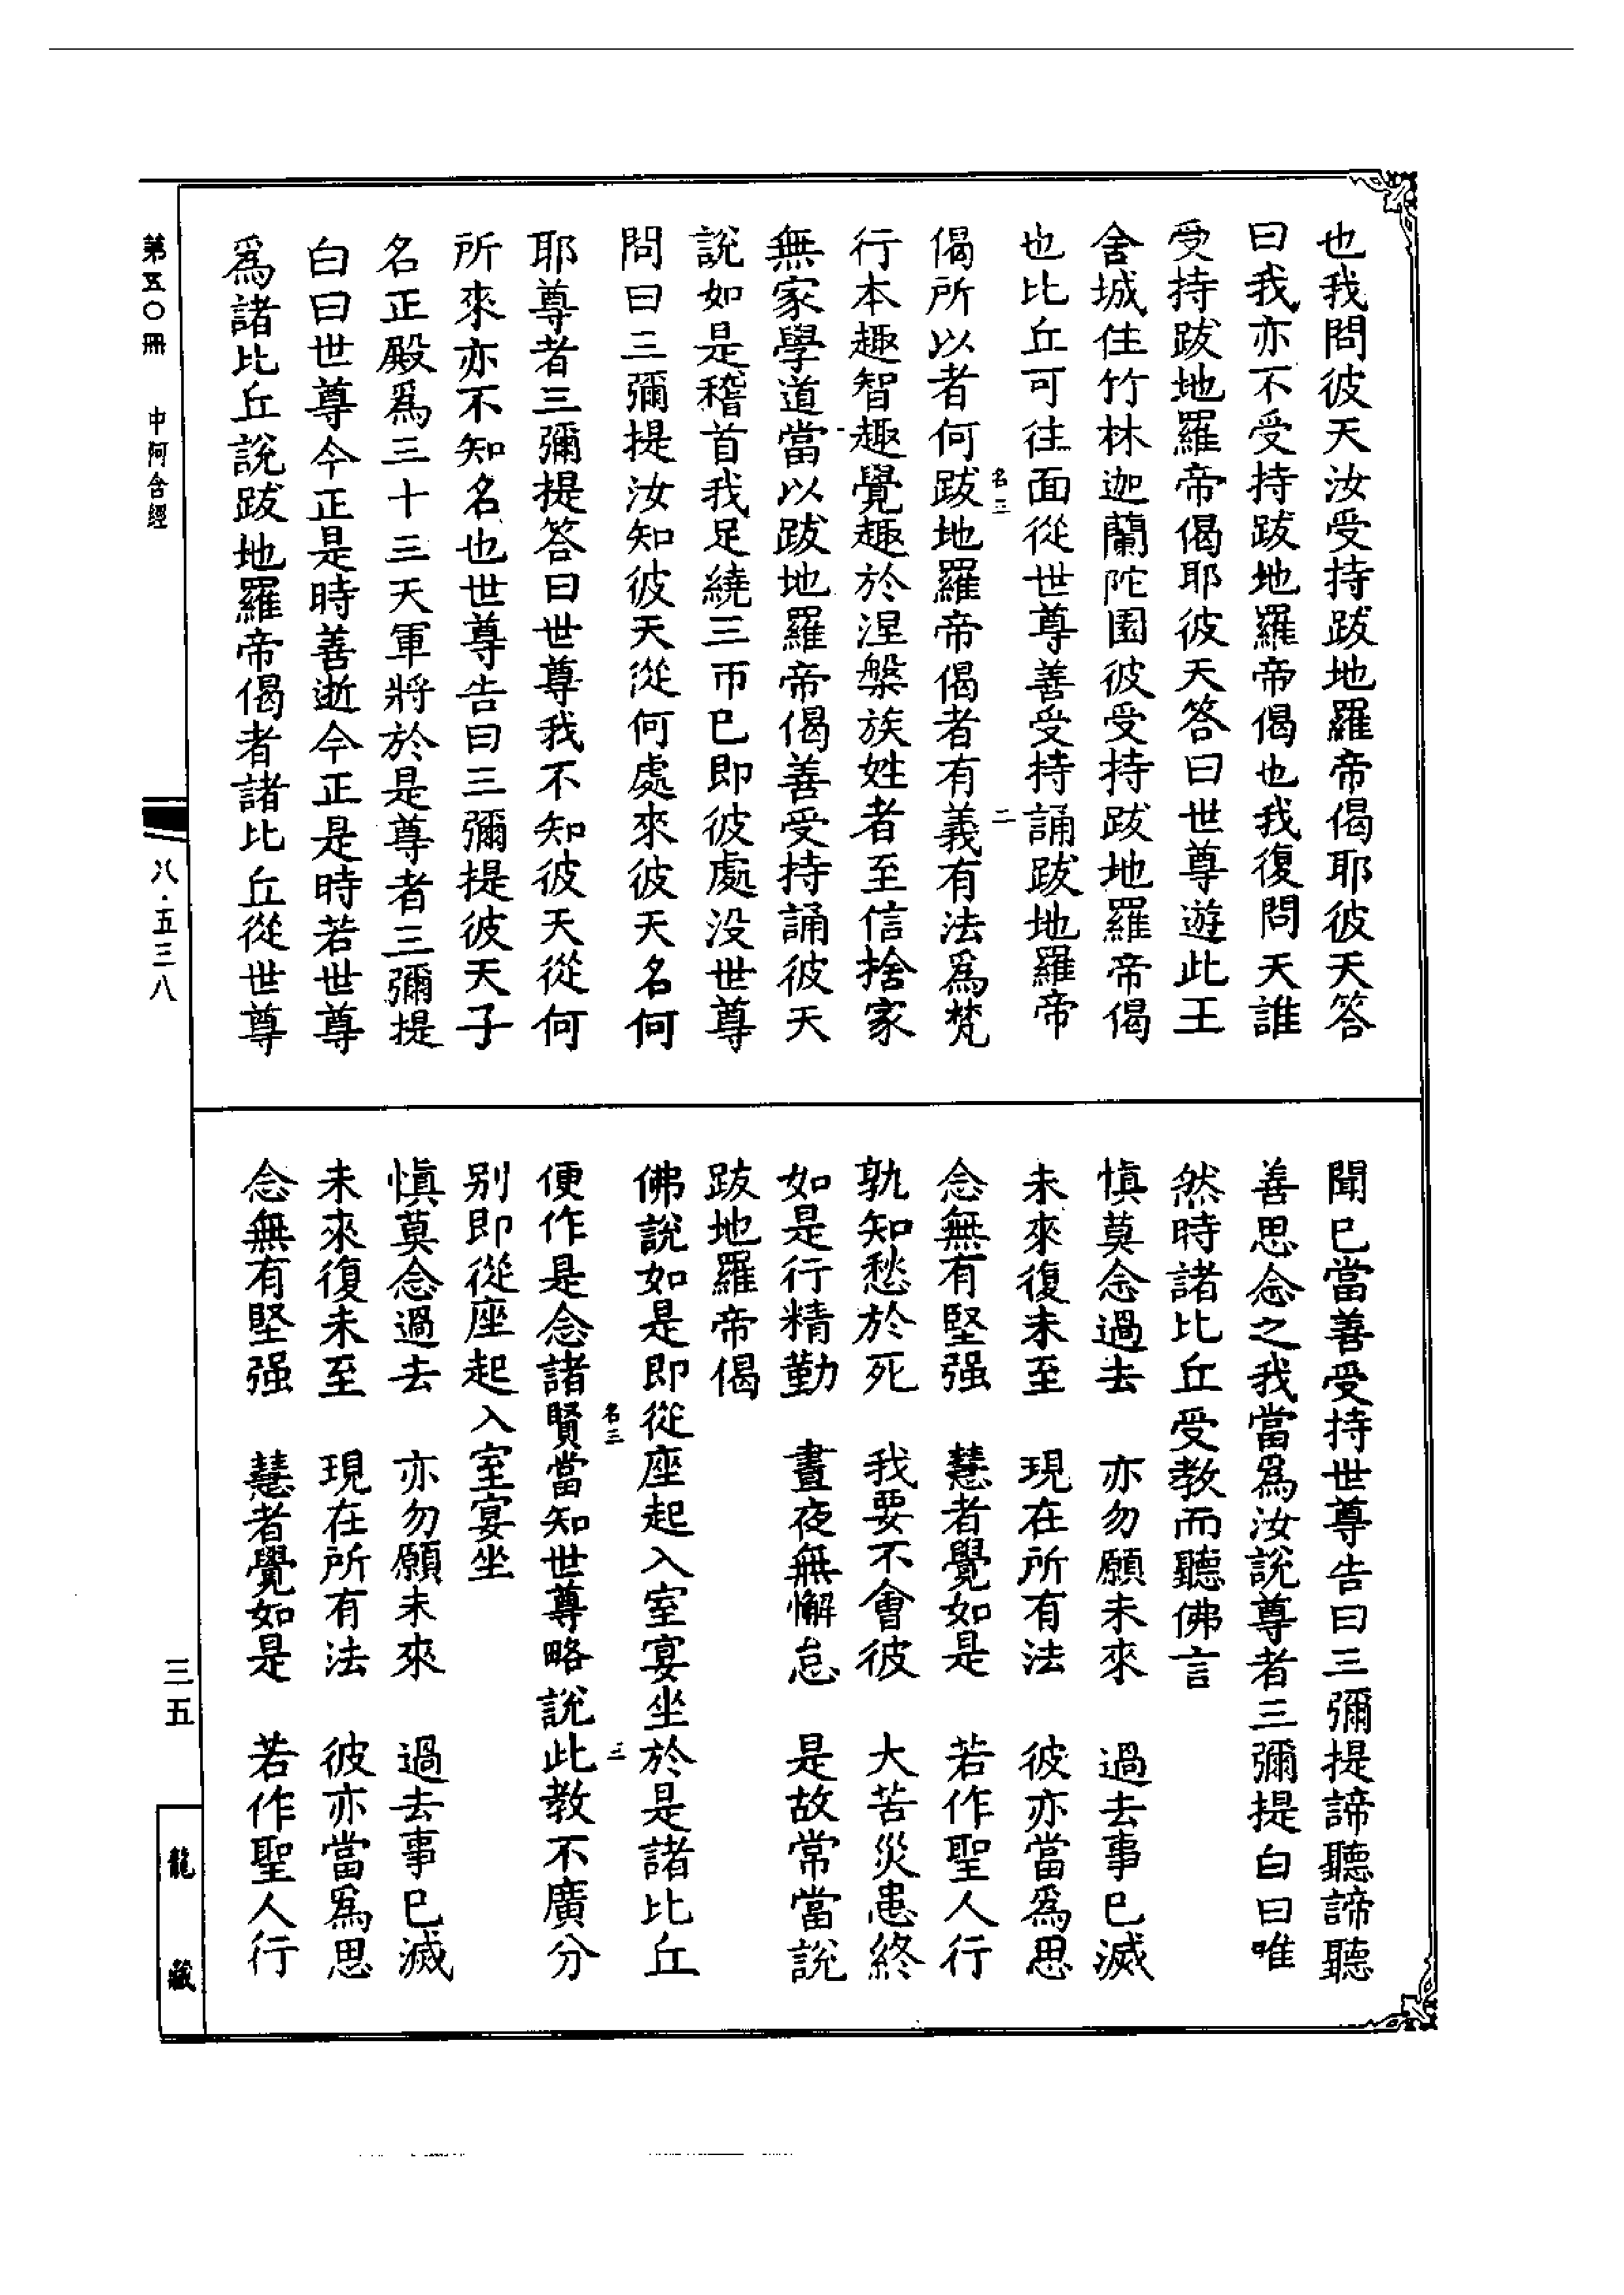 也我問彼天汝受持跋地羅帝偈耶彼天答
曰我亦不受持跋地羅帝偈也我復問天誰
受持跋地羅帝偈耶彼天答曰世尊遊此王
舍城住竹林迦蘭陀園彼受持跋地羅帝偈
也比丘可往面從世尊善受持誦跋地羅帝
名三
二
偈所以者何跋地羅帝偈者有義有法爲梵
行本趣智趣覺趣於涅槃族姓者至信捨家
無家學道當以跋地羅帝偈善受持誦彼天
說如是稽首我足繞三帀已即彼處没世尊
問曰三彌提汝知彼天從何處來彼天名何
耶尊者三彌提答曰世尊我不知彼天從何
所來亦不知名也世尊告曰三彌提彼天子
名正殿爲三十三天軍將於是尊者三彌提
白曰世尊今正是時善逝今正是時若世尊
爲諸比丘說跋地羅帝偈者諸比丘從世尊
聞已當善受持世尊告曰三彌提諦聽諦聽
善思念之我當爲汝說尊者三彌提白曰唯
然時諸比丘受教而聽佛言
慎莫念過去　亦勿願未來　過去事已滅
未來復未至　現在所有法　彼亦當爲思
念無有堅强　慧者覺如是　若作聖人行
孰知愁於死　我要不會彼　大苦災患終
如是行精勤　晝夜無懈怠　是故常當說
跋地羅帝偈
佛說如是即從座起入室宴坐於是諸比丘
名三
三
便作是念諸賢當知世尊略說此教不廣分
别即從座起入室宴坐
慎莫念過去　亦勿願未來　過去事已滅
未來復未至　現在所有法　彼亦當爲思
念無有堅强　慧者覺如是　若作聖人行
第五〇冊　中阿含經
八·五三八
三五
龍藏